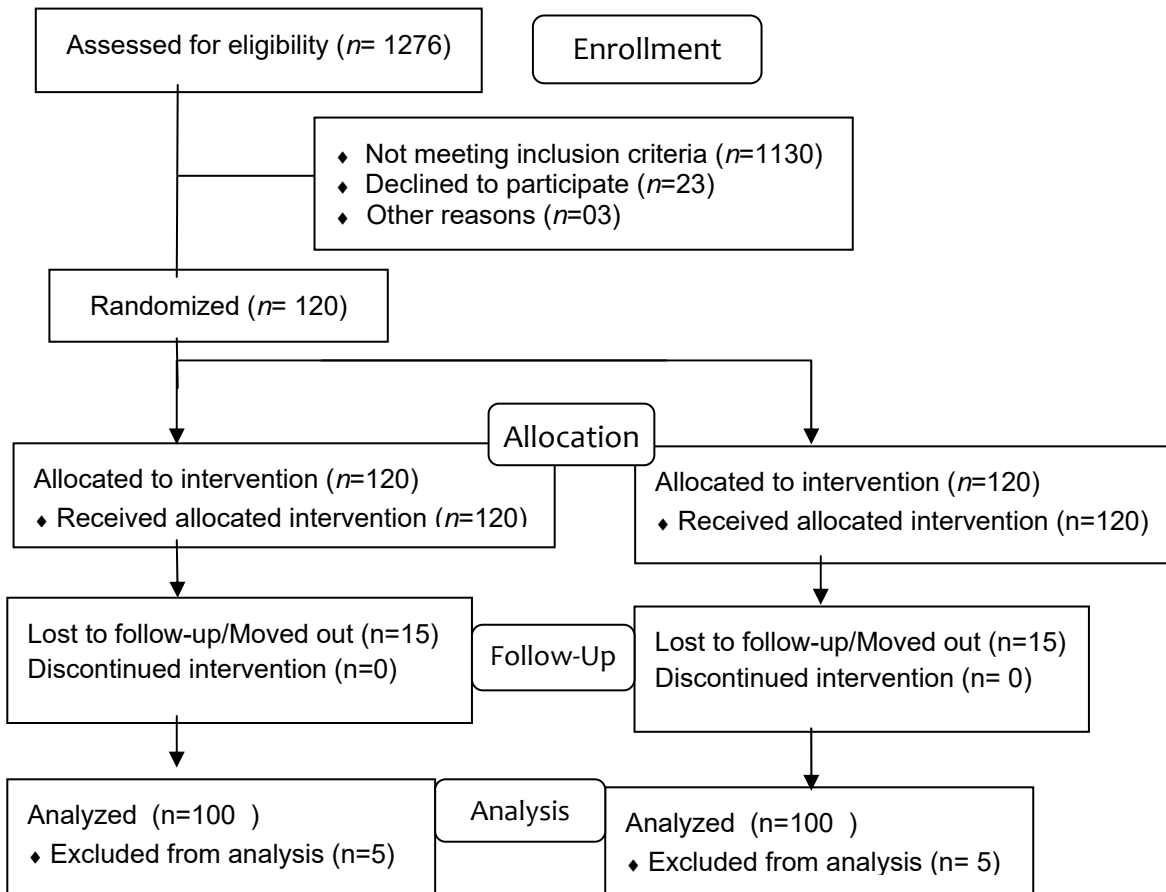 Assessed for eligibility (n= 1276)
Enrollment
♦ Not meeting inclusion criteria (n=1130)
♦ Declined to participate (n=23)
♦ Other reasons (n=03)
Randomized (n= 120)
Allocation
Allocated to intervention (n=120)
♦ Received allocated intervention (n=120)
Allocated to intervention (n=120)
♦ Received allocated intervention (n=120)
Lost to follow-up/Moved out (n=15)
Discontinued intervention (n=0)
Follow-Up
Lost to follow-up/Moved out (n=15)
Discontinued intervention (n= 0)
Analyzed (n=100 )
♦ Excluded from analysis (n=5)
Analysis
Analyzed (n=100 )
♦ Excluded from analysis (n= 5)